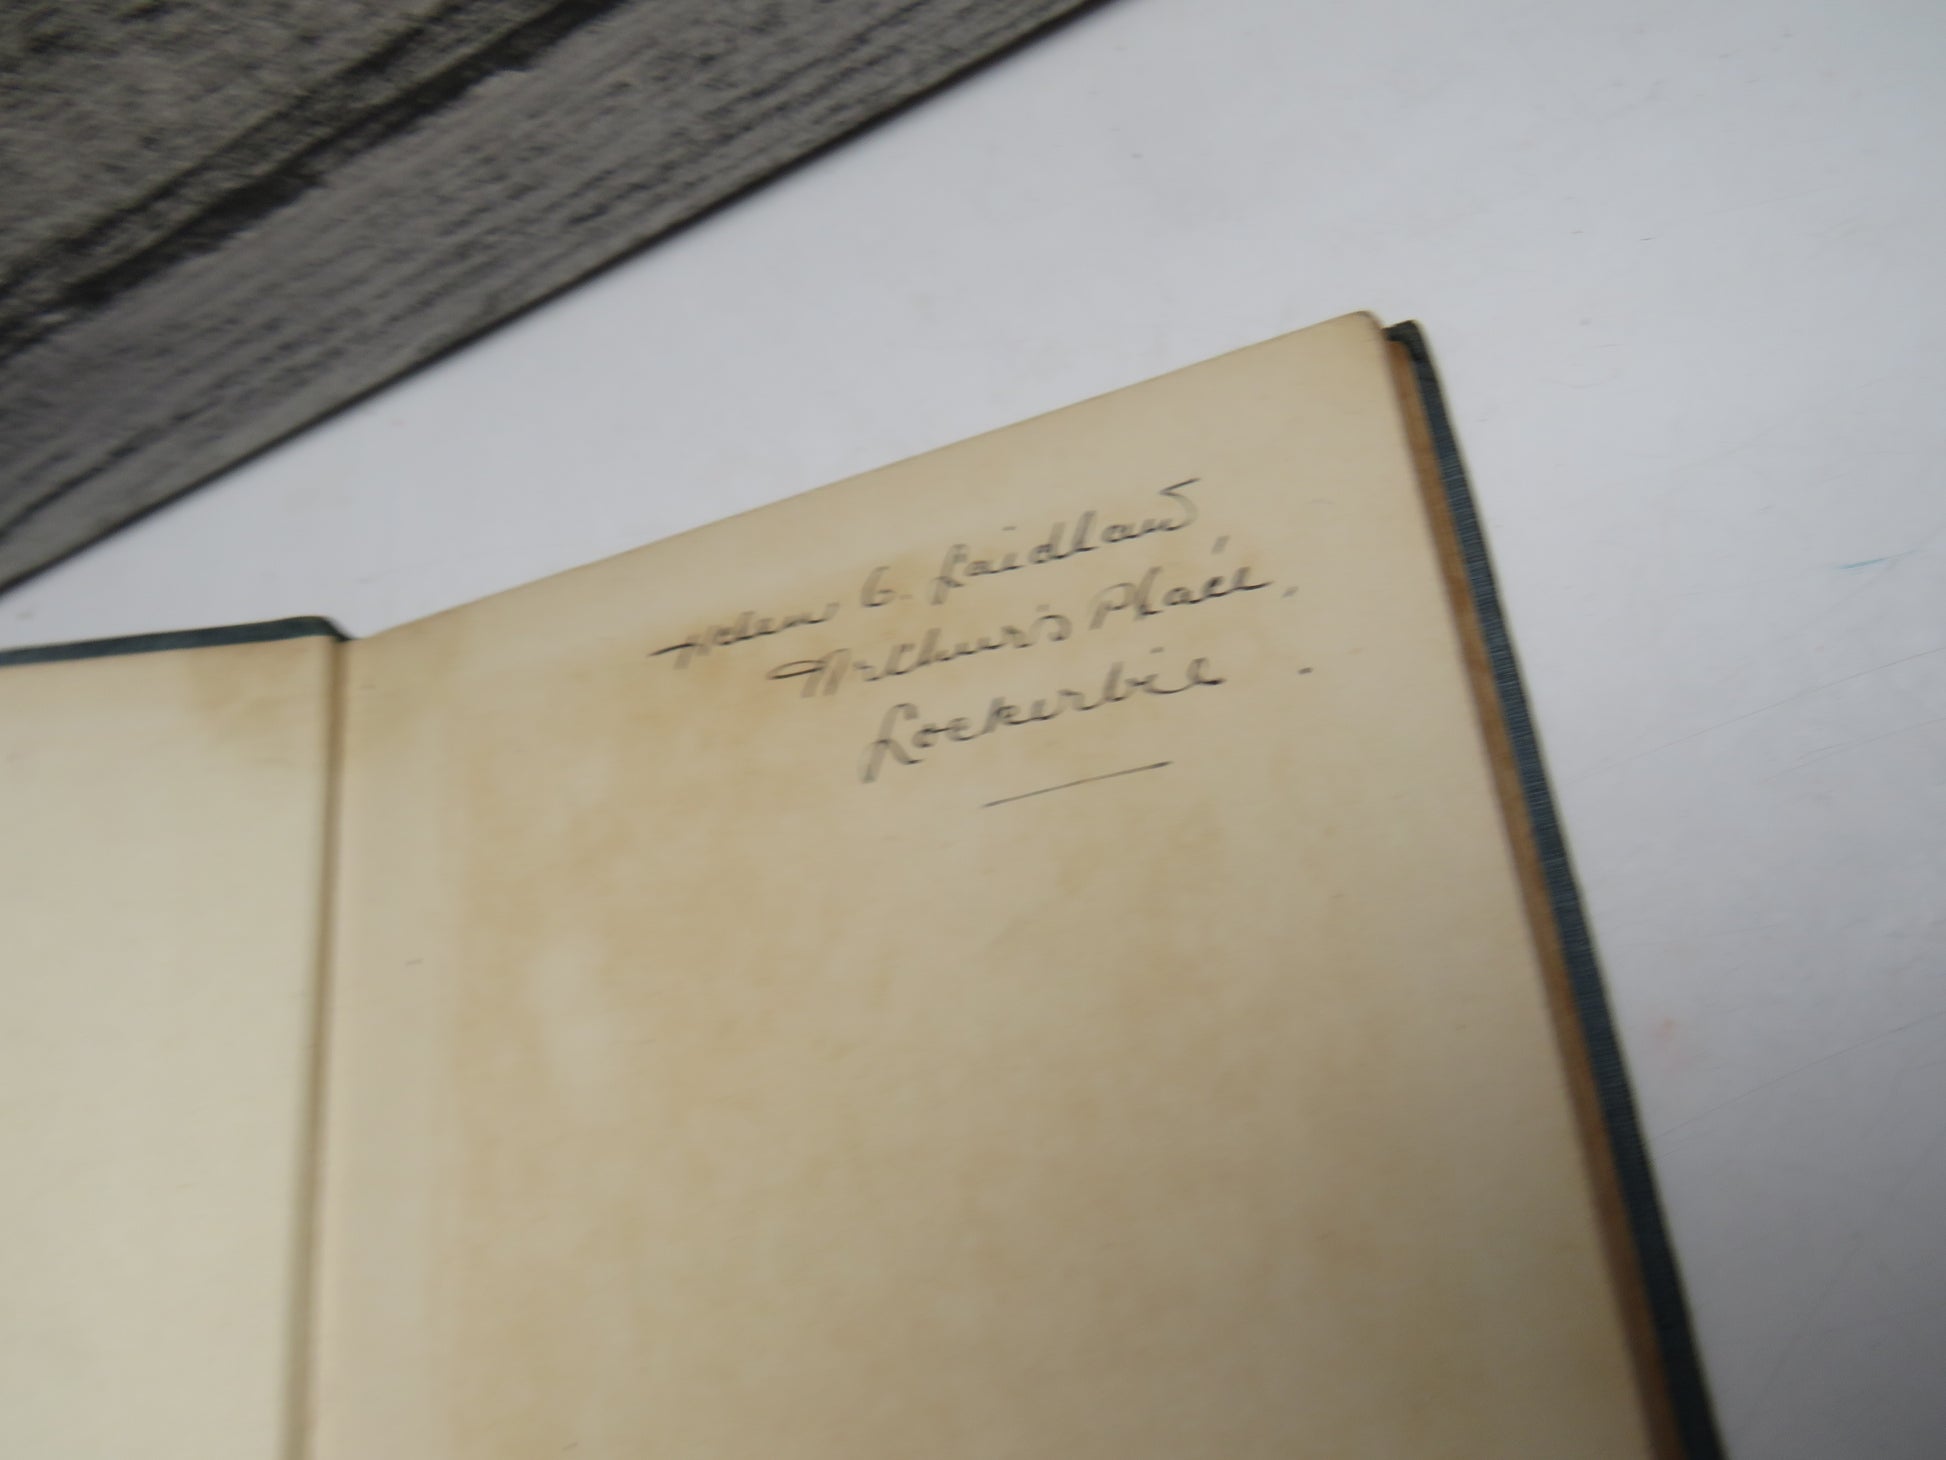 Helen G. Laidlaw,
Arthur's Place,
Lockerbie.